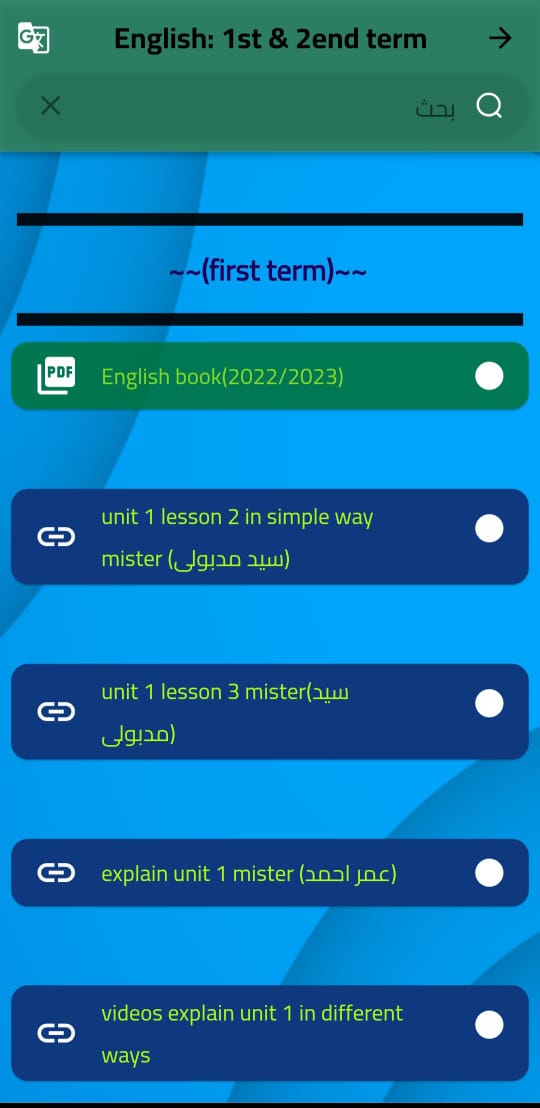 English: 1st & 2end term
بحث
~~(first term)~~
PDF
English book(2022/2023)
unit 1 lesson 2 in simple way
mister (سيد مدبولى)
unit 1 lesson 3 mister(سيد
مدبولى)
explain unit 1 mister (عمر احمد)
videos explain unit 1 in different
ways